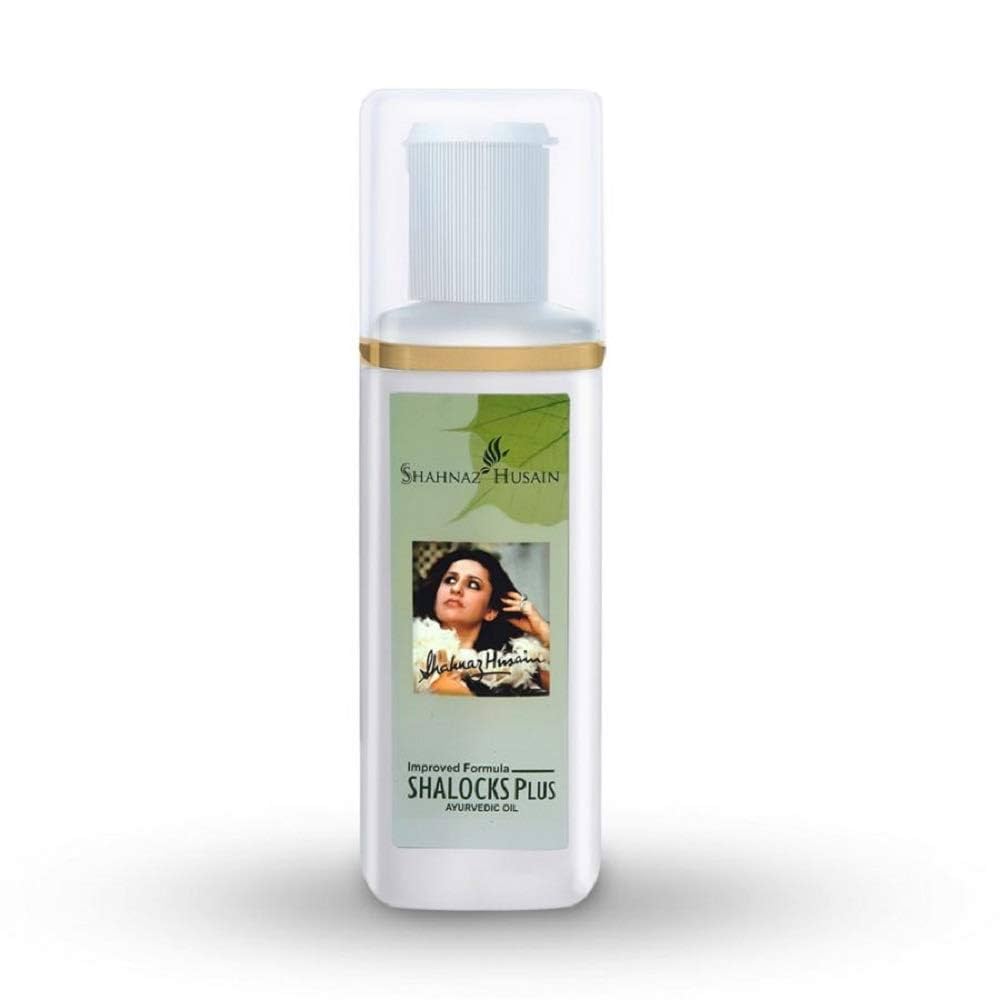 SHAHNAZ HUSAIN
Shahnaz Husain
Improved Formula
SHALOCKS PLUS
AYURVEDIC OIL